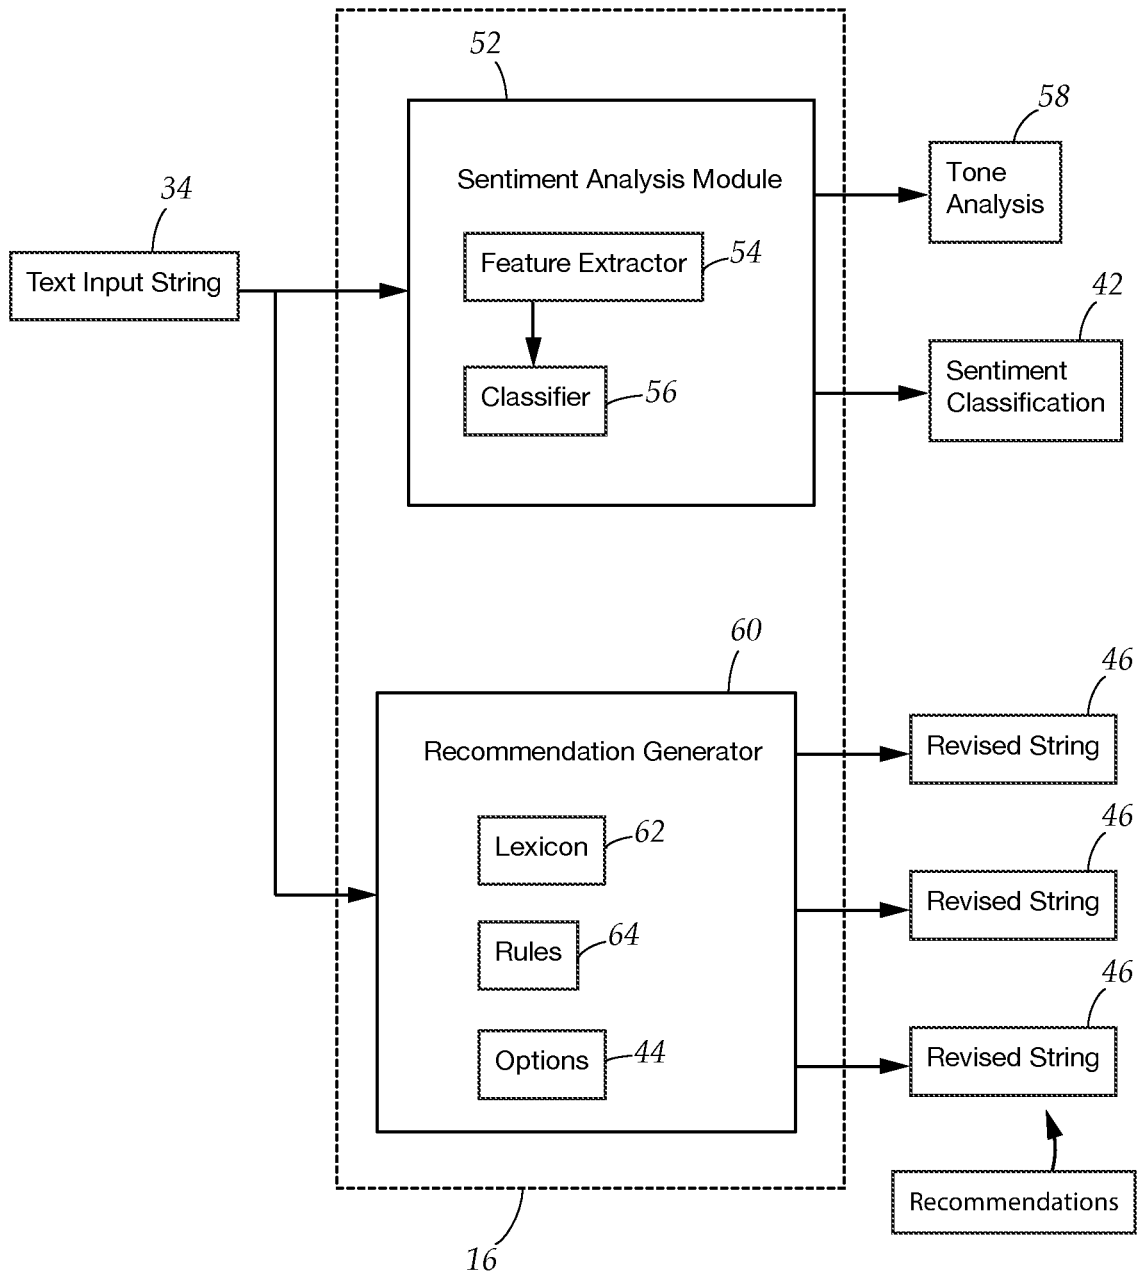 52
58
Tone
Analysis
Sentiment Analysis Module
34
Feature Extractor
54
Text Input String
42
Sentiment
Classification
Classifier
56
60
46
Recommendation Generator
Revised String
Lexicon
62
46
Revised String
Rules
64
46
Options
44
Revised String
Recommendations
16